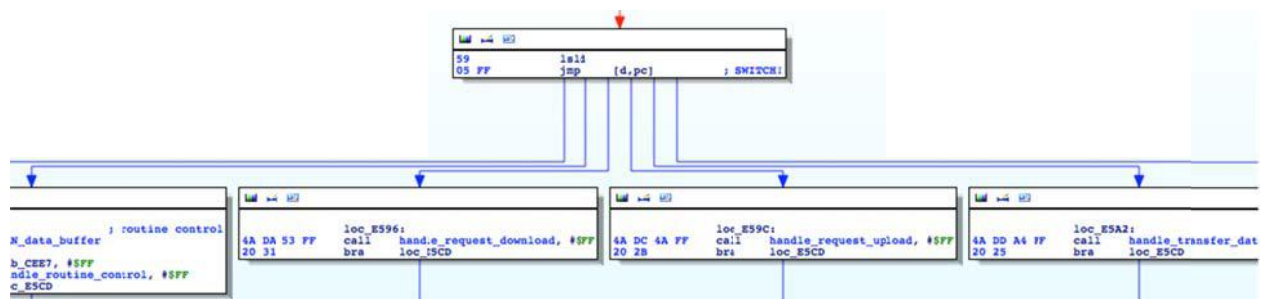 59 lsld
05 FF jmp [d,pc] ; SWITCH!
; routine control
N_data_buffer
b_CEE7, #$FF
ndle_routine_control, #$FF
c_E5CD
loc_E596:
4A DA 53 FF call handle_request_download, #$FF
20 31 bra loc_E5CD
loc_E59C:
4A DC 4A FF call handle_request_upload, #$FF
20 2B bra loc_E5CD
loc_E5A2:
4A DD A4 FF call handle_transfer_dat
20 25 bra loc_E5CD